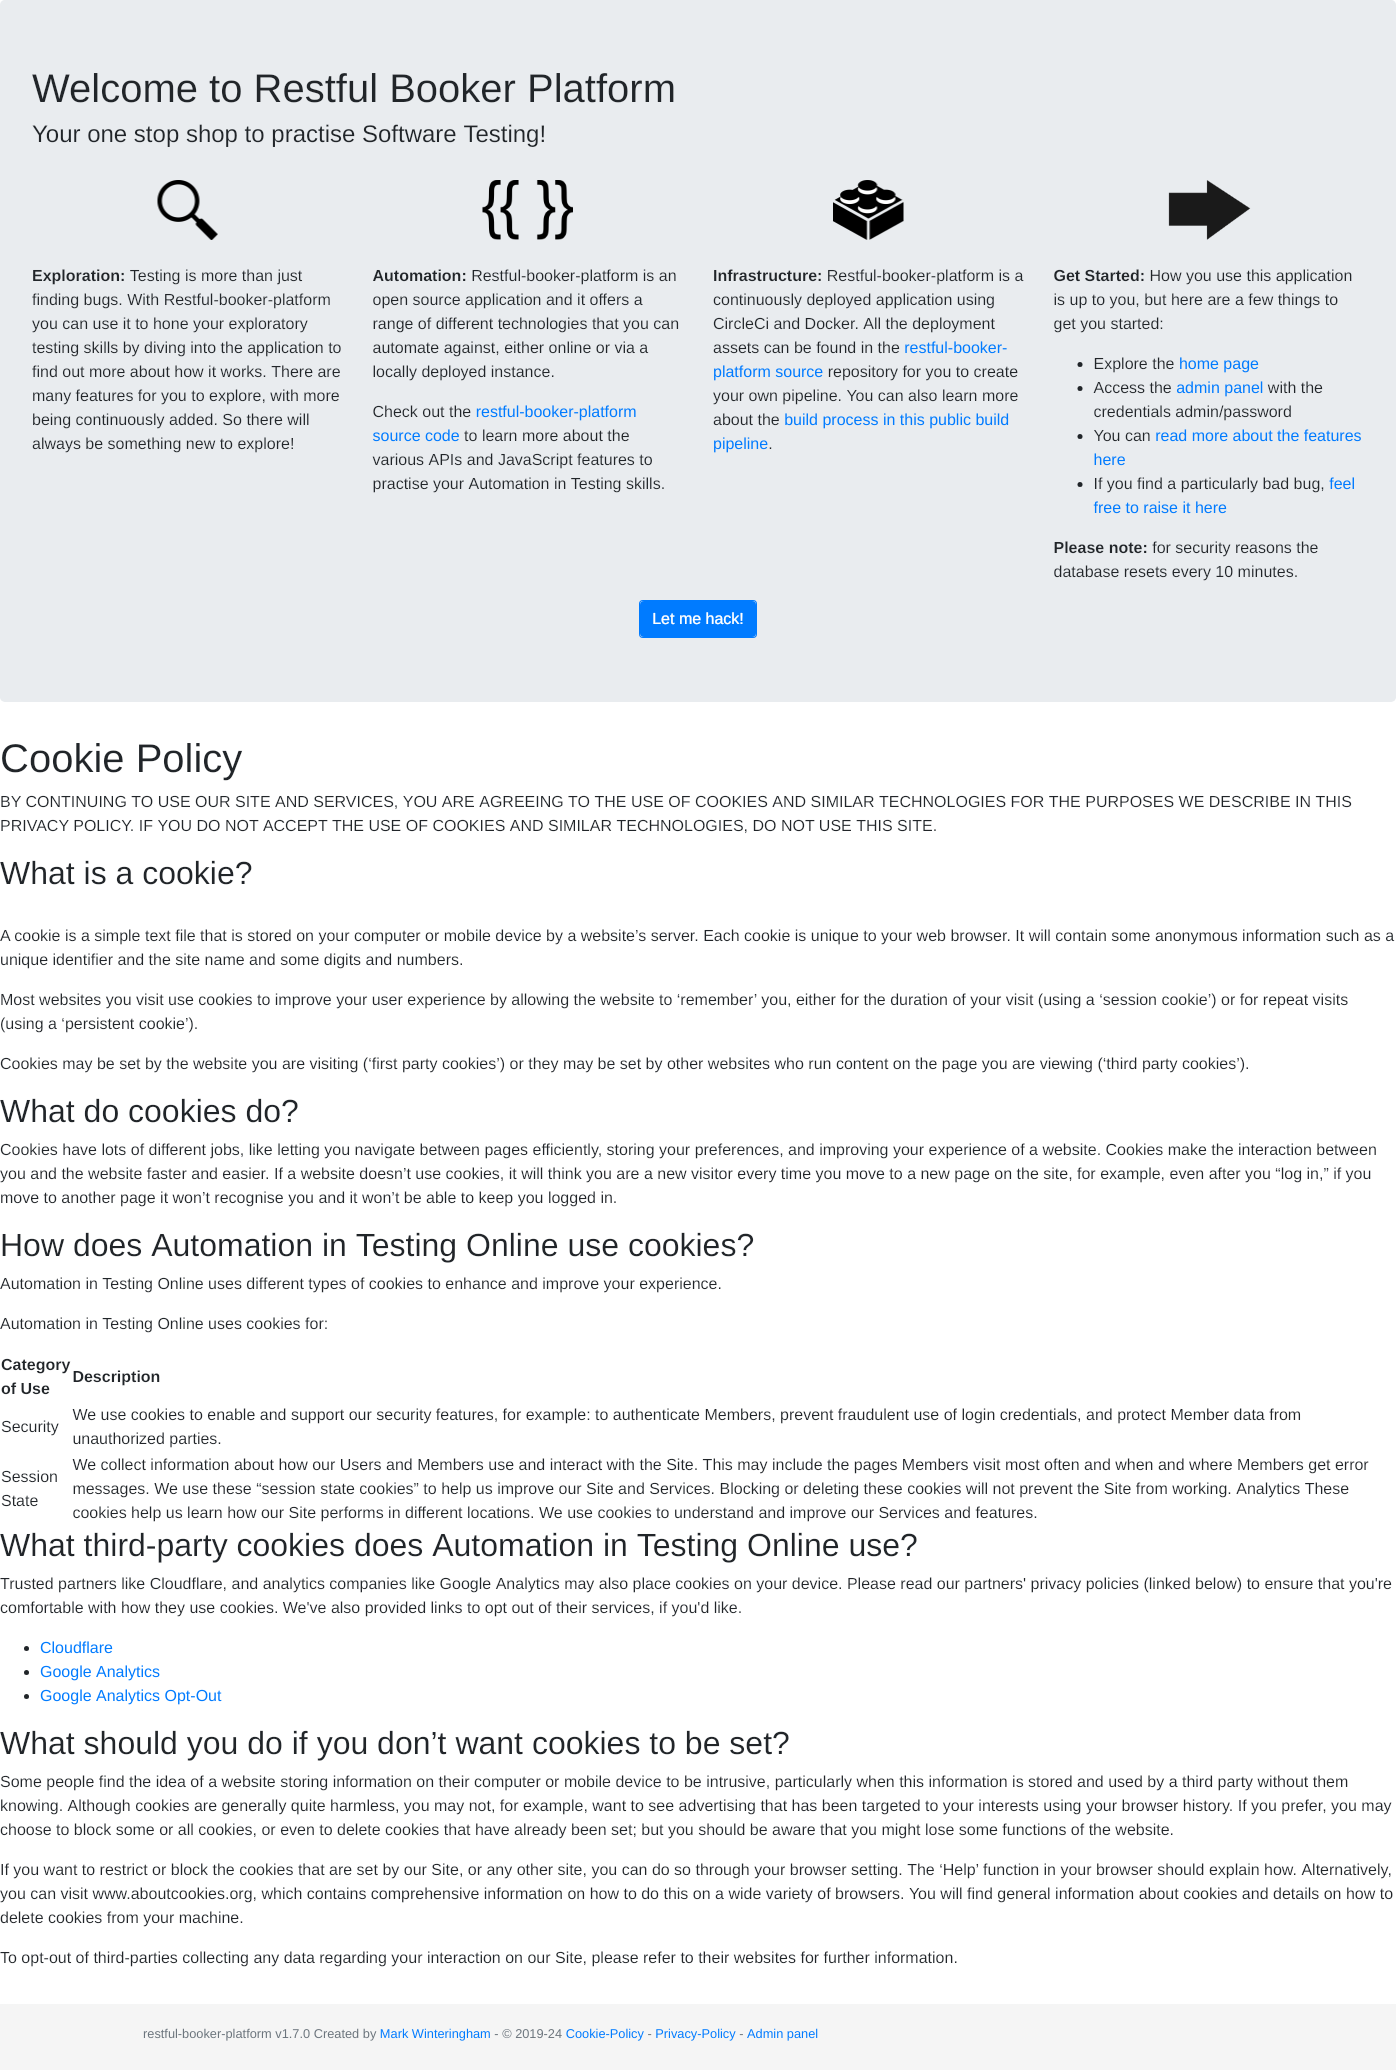 Welcome to Restful Booker Platform
Your one stop shop to practise Software Testing!
{{ }}
Exploration: Testing is more than just
finding bugs. With Restful-booker-platform
you can use it to hone your exploratory
testing skills by diving into the application to
find out more about how it works. There are
many features for you to explore, with more
being continuously added. So there will
always be something new to explore!
Automation: Restful-booker-platform is an
open source application and it offers a
range of different technologies that you can
automate against, either online or via a
locally deployed instance.
Check out the restful-booker-platform
source code to learn more about the
various APIs and JavaScript features to
practise your Automation in Testing skills.
Infrastructure: Restful-booker-platform is a
continuously deployed application using
CircleCi and Docker. All the deployment
assets can be found in the restful-booker-
platform source repository for you to create
your own pipeline. You can also learn more
about the build process in this public build
pipeline.
Get Started: How you use this application
is up to you, but here are a few things to
get you started:
• Explore the home page
• Access the admin panel with the
credentials admin/password
• You can read more about the features
here
• If you find a particularly bad bug, feel
free to raise it here
Please note: for security reasons the
database resets every 10 minutes.
Let me hack!
Cookie Policy
BY CONTINUING TO USE OUR SITE AND SERVICES, YOU ARE AGREEING TO THE USE OF COOKIES AND SIMILAR TECHNOLOGIES FOR THE PURPOSES WE DESCRIBE IN THIS
PRIVACY POLICY. IF YOU DO NOT ACCEPT THE USE OF COOKIES AND SIMILAR TECHNOLOGIES, DO NOT USE THIS SITE.
What is a cookie?
A cookie is a simple text file that is stored on your computer or mobile device by a website’s server. Each cookie is unique to your web browser. It will contain some anonymous information such as a
unique identifier and the site name and some digits and numbers.
Most websites you visit use cookies to improve your user experience by allowing the website to ‘remember’ you, either for the duration of your visit (using a ‘session cookie’) or for repeat visits
(using a ‘persistent cookie’).
Cookies may be set by the website you are visiting (‘first party cookies’) or they may be set by other websites who run content on the page you are viewing (‘third party cookies’).
What do cookies do?
Cookies have lots of different jobs, like letting you navigate between pages efficiently, storing your preferences, and improving your experience of a website. Cookies make the interaction between
you and the website faster and easier. If a website doesn’t use cookies, it will think you are a new visitor every time you move to a new page on the site, for example, even after you “log in,” if you
move to another page it won’t recognise you and it won’t be able to keep you logged in.
How does Automation in Testing Online use cookies?
Automation in Testing Online uses different types of cookies to enhance and improve your experience.
Automation in Testing Online uses cookies for:
Category
of Use
Description
Security
We use cookies to enable and support our security features, for example: to authenticate Members, prevent fraudulent use of login credentials, and protect Member data from
unauthorized parties.
Session
State
We collect information about how our Users and Members use and interact with the Site. This may include the pages Members visit most often and when and where Members get error
messages. We use these “session state cookies” to help us improve our Site and Services. Blocking or deleting these cookies will not prevent the Site from working. Analytics These
cookies help us learn how our Site performs in different locations. We use cookies to understand and improve our Services and features.
What third-party cookies does Automation in Testing Online use?
Trusted partners like Cloudflare, and analytics companies like Google Analytics may also place cookies on your device. Please read our partners' privacy policies (linked below) to ensure that you're
comfortable with how they use cookies. We've also provided links to opt out of their services, if you'd like.
• Cloudflare
• Google Analytics
• Google Analytics Opt-Out
What should you do if you don’t want cookies to be set?
Some people find the idea of a website storing information on their computer or mobile device to be intrusive, particularly when this information is stored and used by a third party without them
knowing. Although cookies are generally quite harmless, you may not, for example, want to see advertising that has been targeted to your interests using your browser history. If you prefer, you may
choose to block some or all cookies, or even to delete cookies that have already been set; but you should be aware that you might lose some functions of the website.
If you want to restrict or block the cookies that are set by our Site, or any other site, you can do so through your browser setting. The ‘Help’ function in your browser should explain how. Alternatively,
you can visit www.aboutcookies.org, which contains comprehensive information on how to do this on a wide variety of browsers. You will find general information about cookies and details on how to
delete cookies from your machine.
To opt-out of third-parties collecting any data regarding your interaction on our Site, please refer to their websites for further information.
restful-booker-platform v1.7.0 Created by Mark Winteringham - © 2019-24 Cookie-Policy - Privacy-Policy - Admin panel